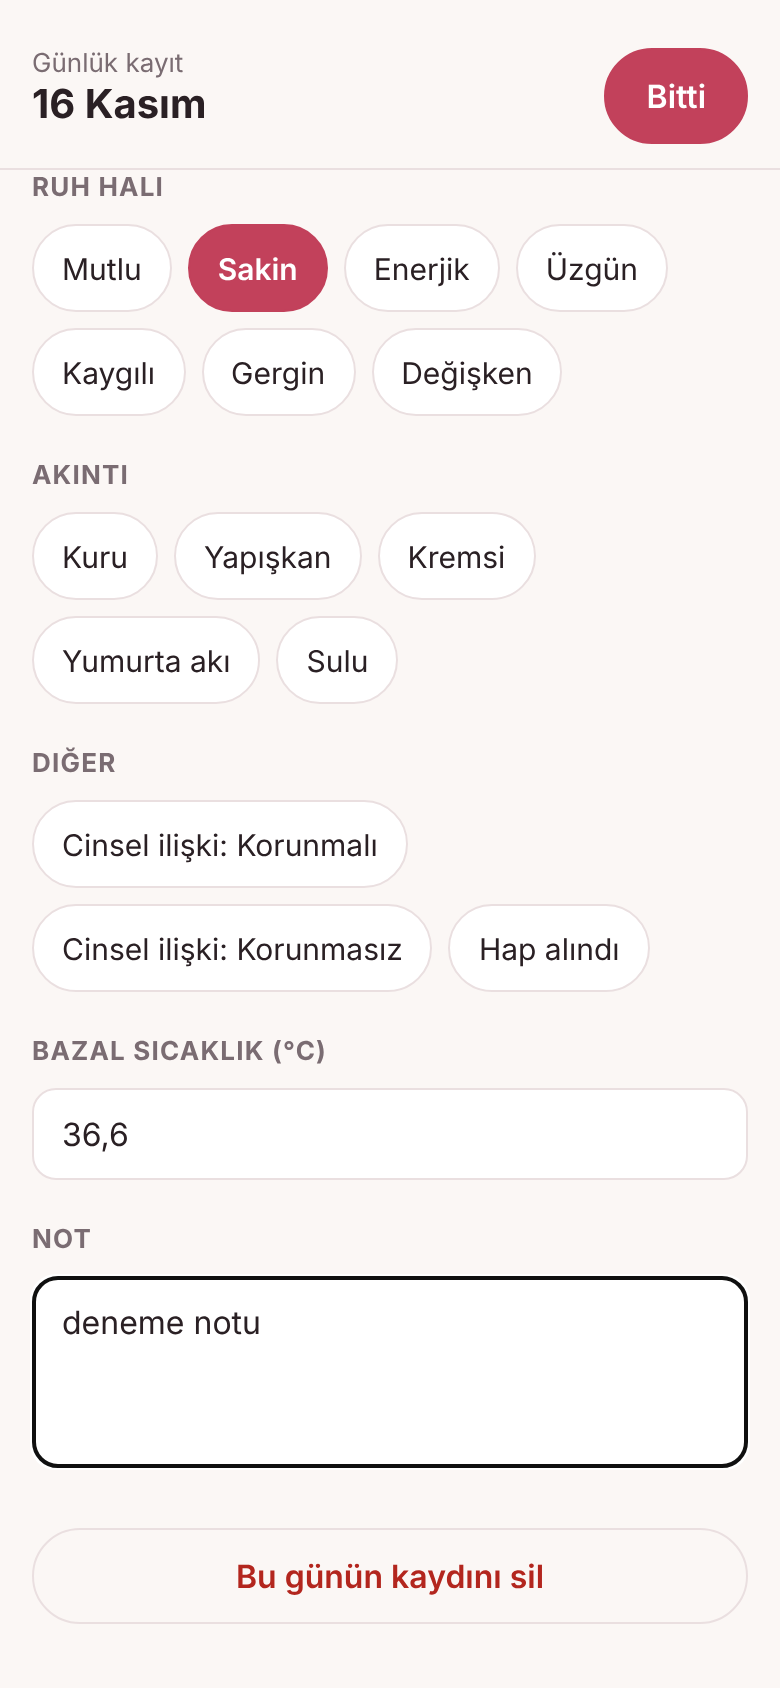 Günlük kayıt
16 Kasım
Bitti
RUH HALI
Mutlu Sakin Enerjik Üzgün
Kaygılı Gergin Değişken
AKINTI
Kuru Yapışkan Kremsi
Yumurta akı Sulu
DIĞER
Cinsel ilişki: Korunmalı
Cinsel ilişki: Korunmasız Hap alındı
BAZAL SICAKLIK (°C)
36,6
NOT
deneme notu
Bu günün kaydını sil